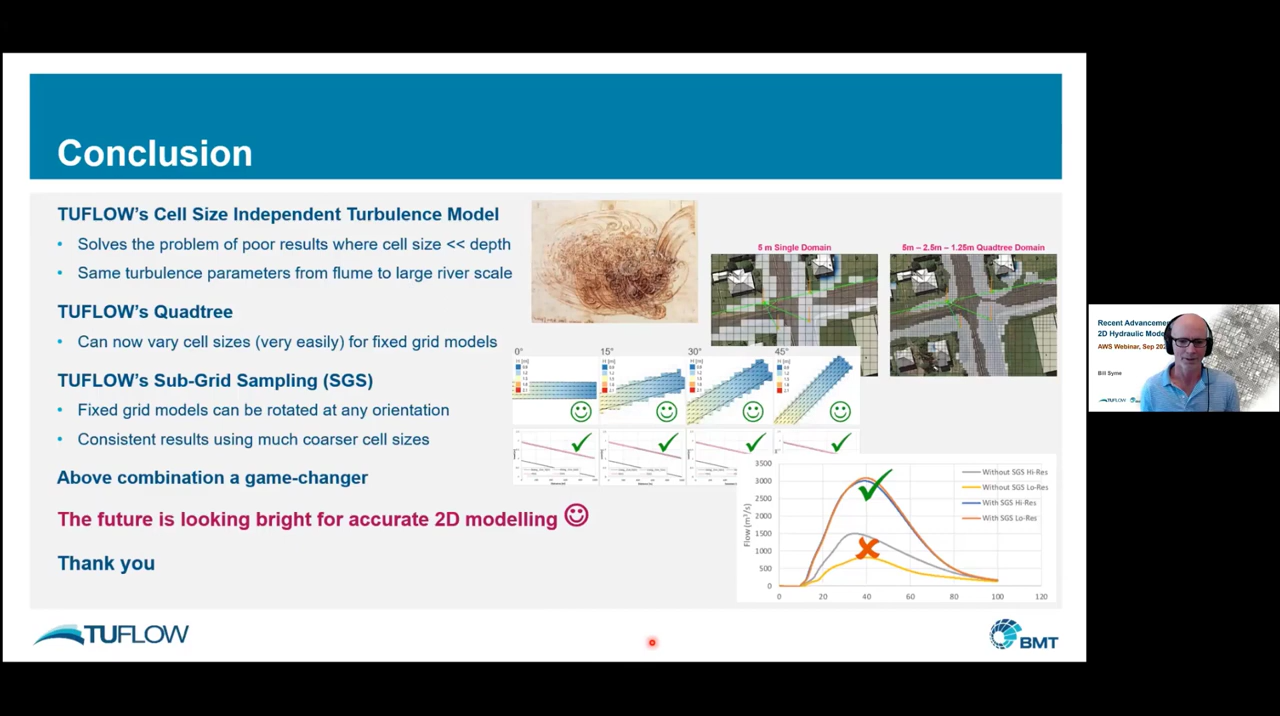 Conclusion
TUFLOW's Cell Size Independent Turbulence Model
• Solves the problem of poor results where cell size << depth
• Same turbulence parameters from flume to large river scale
TUFLOW's Quadtree
• Can now vary cell sizes (very easily) for fixed grid models
TUFLOW's Sub-Grid Sampling (SGS)
• Fixed grid models can be rotated at any orientation
• Consistent results using much coarser cell sizes
Above combination a game-changer
The future is looking bright for accurate 2D modelling
Thank you
5 m Single Domain
5m – 2.5m – 1.25m Quadtree Domain
0°
15°
30°
45°
Flow (m³/s)
3500
3000
2500
2000
1500
1000
500
0
0 20 40 60 80 100 120
Without SGS Hi-Res
Without SGS Lo-Res
With SGS Hi-Res
With SGS Lo-Res
TUFLOW
BMT
Recent Advanceme
2D Hydraulic Mode
AWS Webinar, Sep 20
Bill Syme
TUFLOW